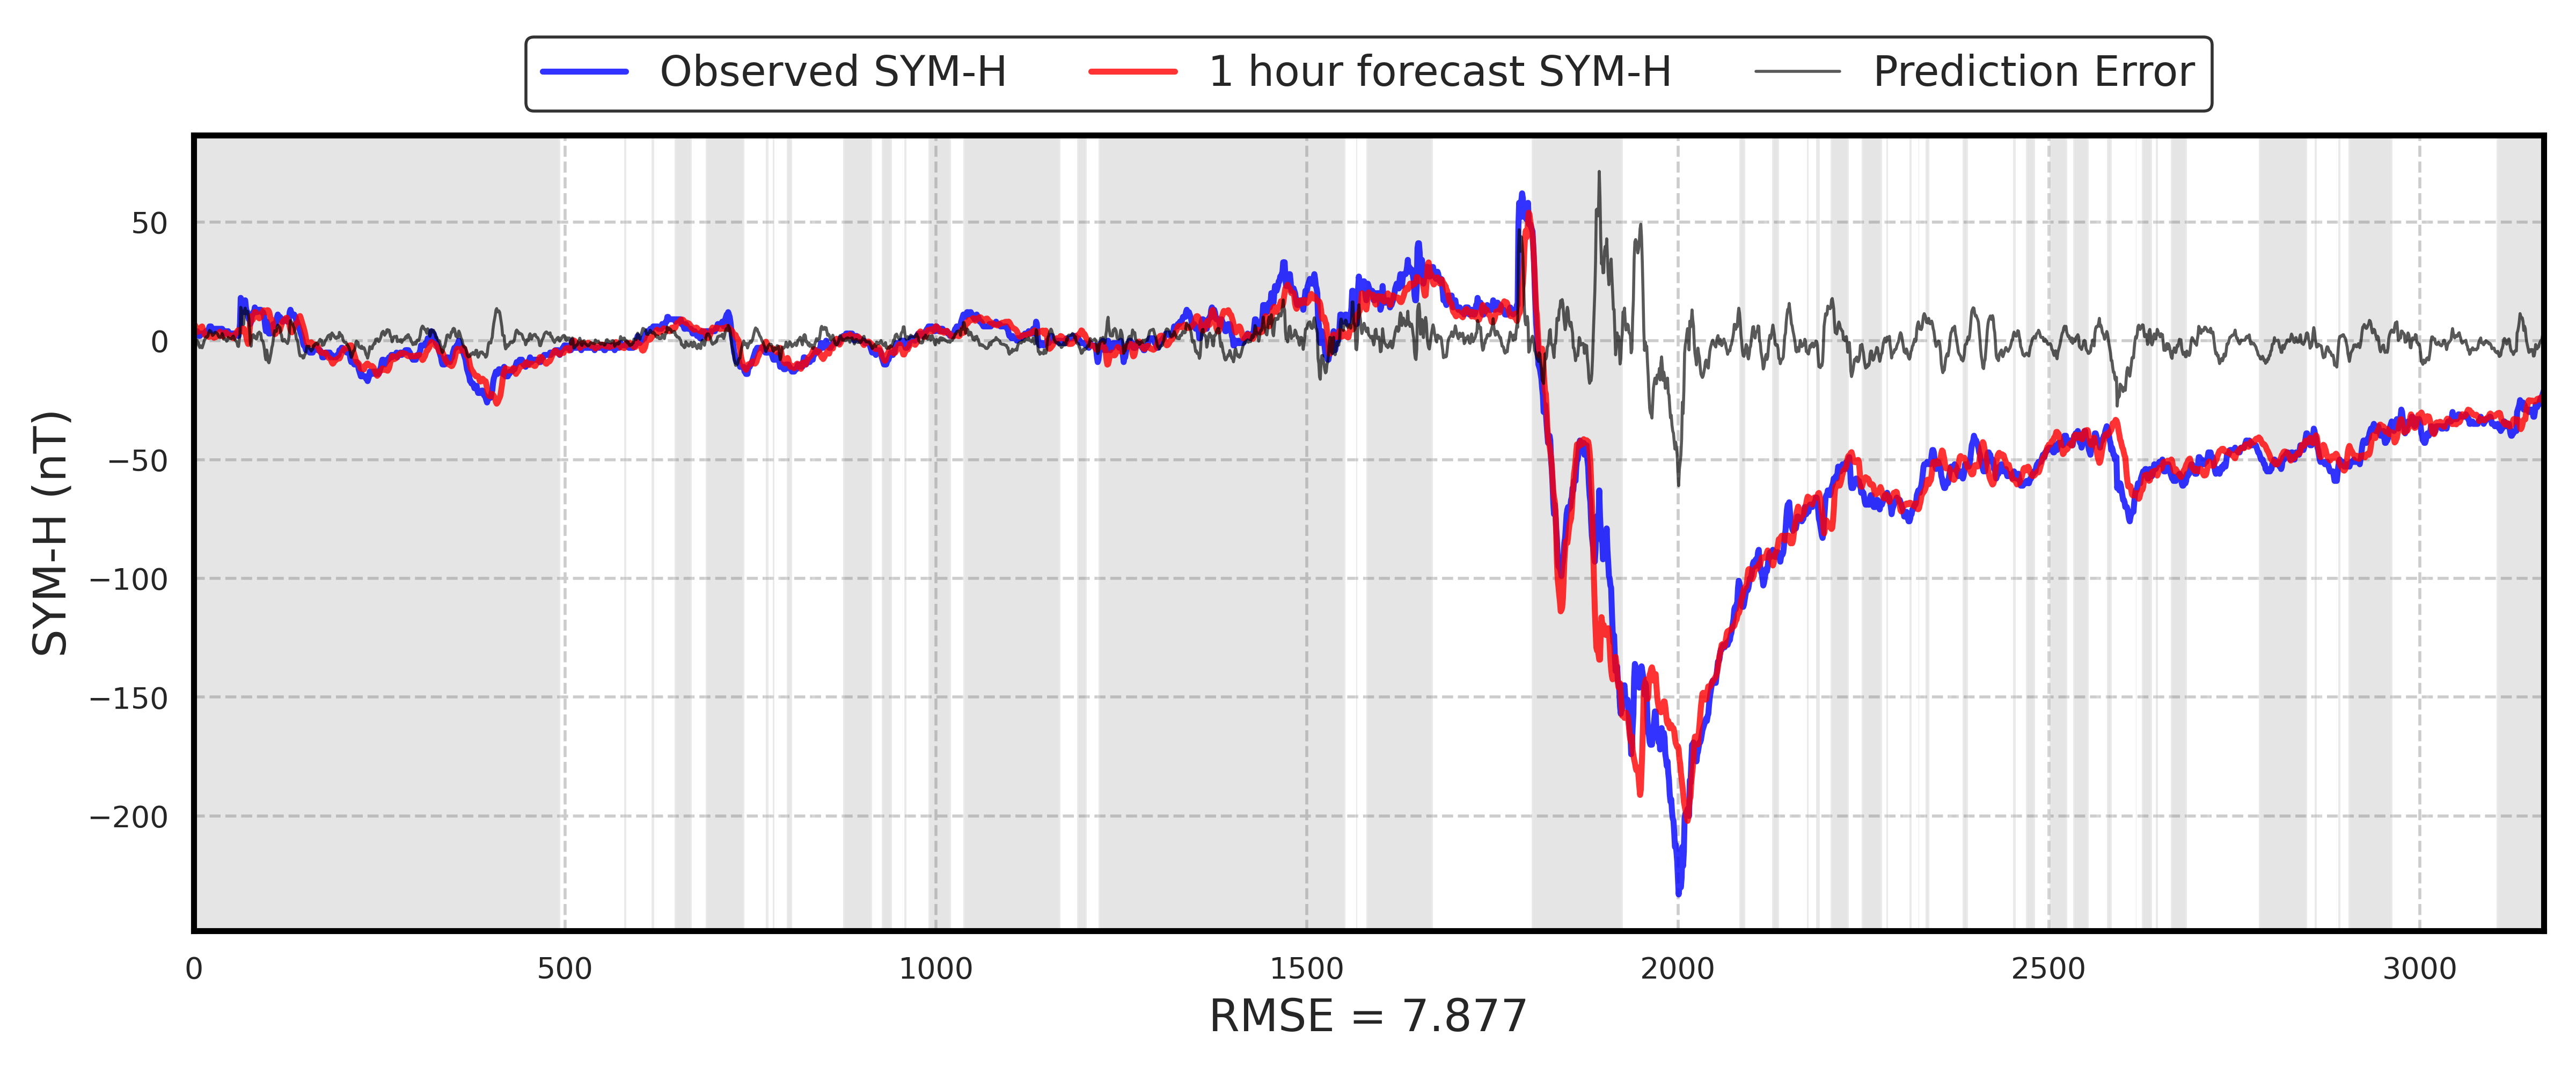 Observed SYM-H 1 hour forecast SYM-H Prediction Error
SYM-H (nT)
50
0
−50
−100
−150
−200
0 500 1000 1500 2000 2500 3000
RMSE = 7.877